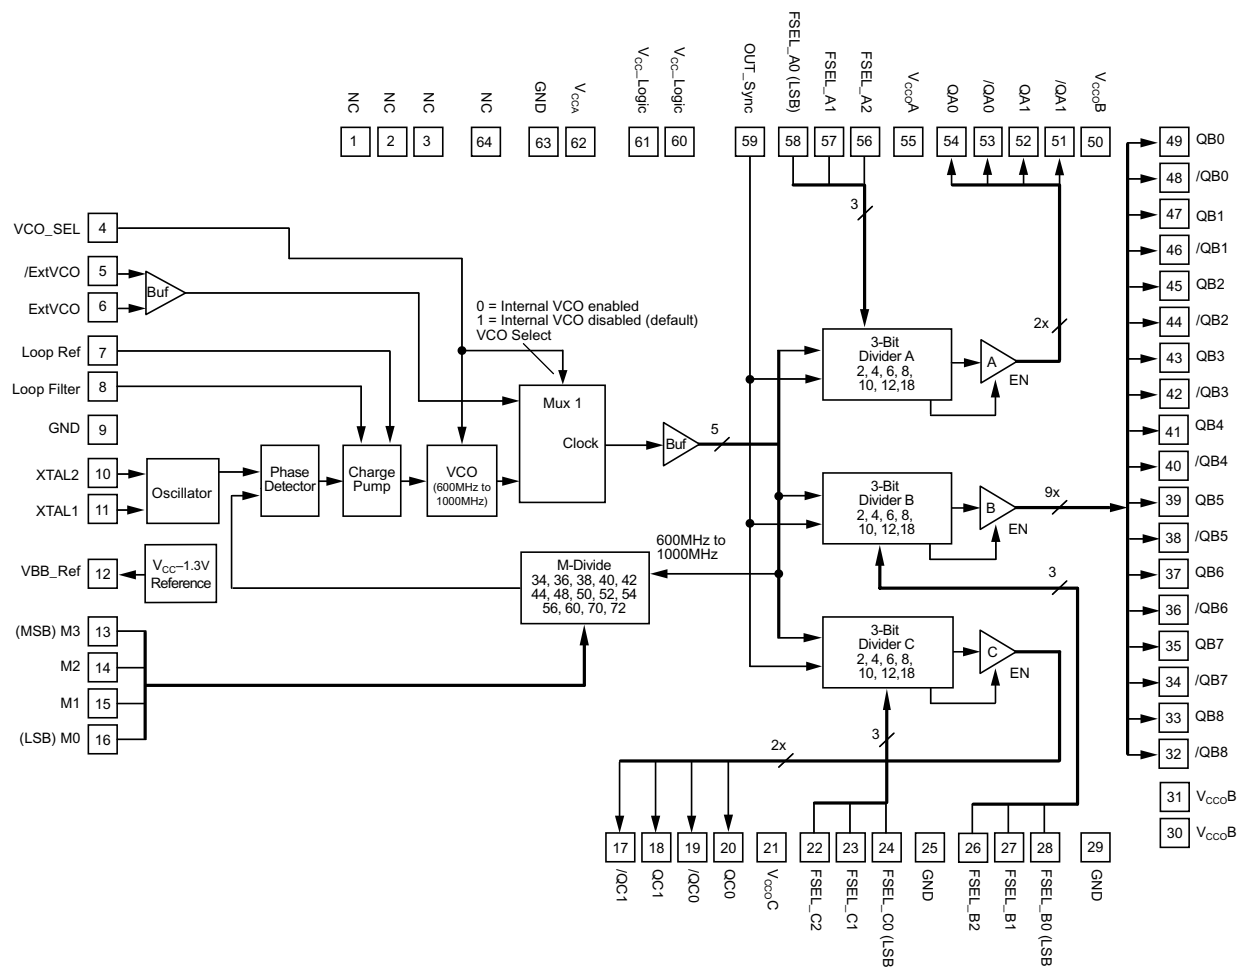 NC
NC
NC
NC
GND
VCCA
VCC_Logic
VCC_Logic
OUT_Sync
FSEL_A0 (LSB)
FSEL_A1
FSEL_A2
VCCOA
QA0
/QA0
QA1
/QA1
VCCOB
1
2
3
64
63
62
61
60
59
58
57
56
55
54
53
52
51
50
49 QB0
48 /QB0
47 QB1
46 /QB1
45 QB2
44 /QB2
43 QB3
42 /QB3
41 QB4
40 /QB4
39 QB5
38 /QB5
37 QB6
36 /QB6
35 QB7
34 /QB7
33 QB8
32 /QB8
31 VCCOB
30 VCCOB
VCO_SEL 4
/ExtVCO 5
ExtVCO 6
Buf
Loop Ref 7
Loop Filter 8
GND 9
XTAL2 10
XTAL1 11
VBB_Ref 12
(MSB) M3 13
M2 14
M1 15
(LSB) M0 16
0 = Internal VCO enabled
1 = Internal VCO disabled (default)
VCO Select
Mux 1
Clock
Buf
5
Oscillator
Phase
Detector
Charge
Pump
VCO
(600MHz to
1000MHz)
VCC–1.3V
Reference
M-Divide
34, 36, 38, 40, 42
44, 48, 50, 52, 54
56, 60, 70, 72
600MHz to
1000MHz
3
3-Bit
Divider A
2, 4, 6, 8,
10, 12,18
A
EN
2x
3-Bit
Divider B
2, 4, 6, 8,
10, 12,18
B
EN
9x
3
3-Bit
Divider C
2, 4, 6, 8,
10, 12,18
C
EN
3
2x
17
18
19
20
21
22
23
24
25
26
27
28
29
/QC1
QC1
/QC0
QC0
VCCOC
FSEL_C2
FSEL_C1
FSEL_C0 (LSB
GND
FSEL_B2
FSEL_B1
FSEL_B0 (LSB
GND